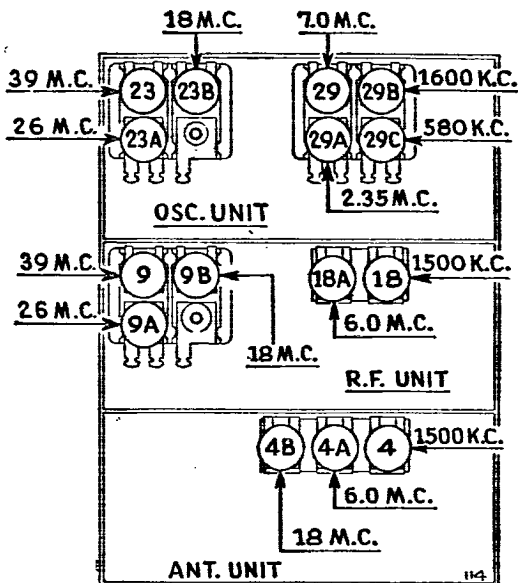 18 M.C. 7.0 M.C.
39 M.C. 23 23B 29 29B 1600 K.C.
26 M.C. 23A 29A 29C 580 K.C.
2.35 M.C.
OSC. UNIT
39 M.C. 9 9B 18A 18 1500 K.C.
26 M.C. 9A 6.0 M.C.
18 M.C. R.F. UNIT
4B 4A 4 1500 K.C.
6.0 M.C.
18 M.C.
ANT. UNIT 114